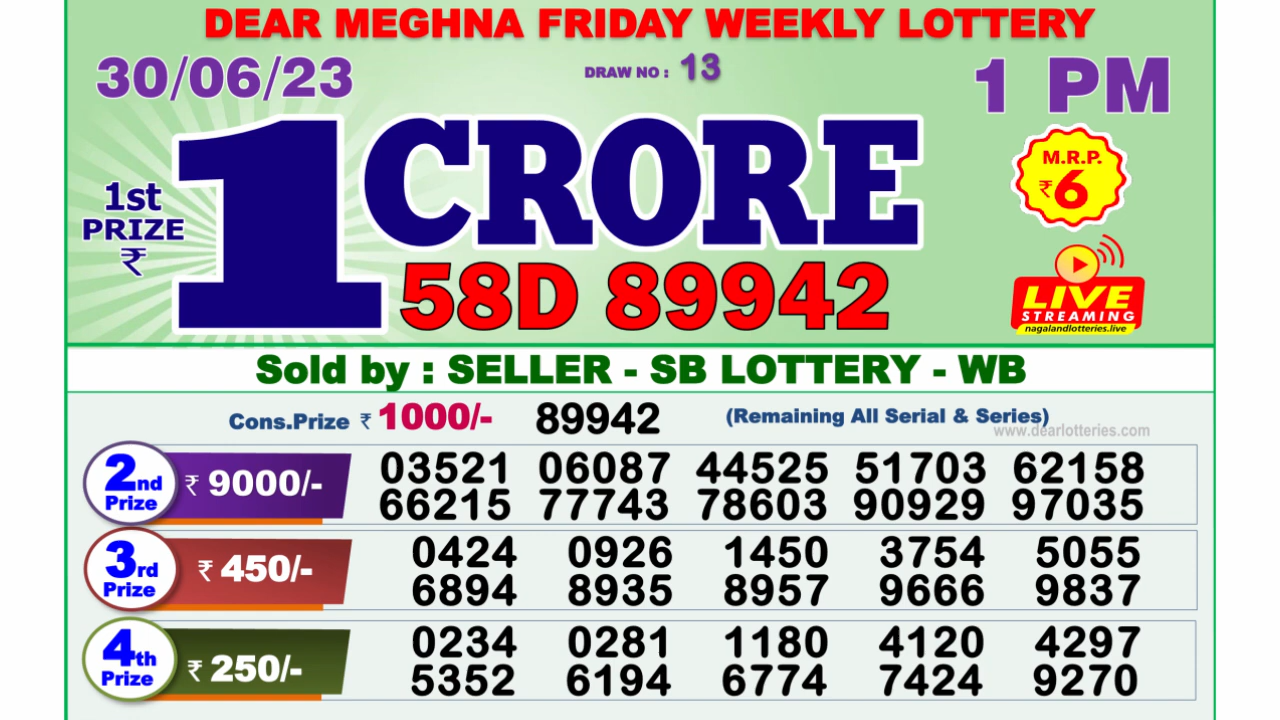 DEAR MEGHNA FRIDAY WEEKLY LOTTERY
30/06/23 DRAW NO : 13 1 PM
1st PRIZE ₹ 1 CRORE
M.R.P. ₹6
58D 89942
LIVE
STREAMING
nagalandlotteries.live
Sold by : SELLER - SB LOTTERY - WB
Cons.Prize ₹ 1000/- 89942 (Remaining All Serial & Series)
www.dearlotteries.com
2nd Prize ₹ 9000/-
03521 06087 44525 51703 62158
66215 77743 78603 90929 97035
3rd Prize ₹ 450/-
0424 0926 1450 3754 5055
6894 8935 8957 9666 9837
4th Prize ₹ 250/-
0234 0281 1180 4120 4297
5352 6194 6774 7424 9270